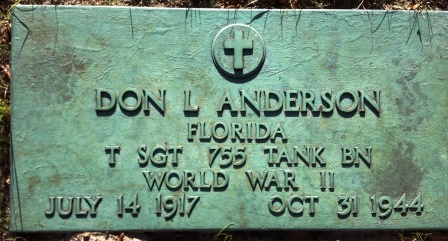 DON L ANDERSON
FLORIDA
T SGT 755 TANK BN
WORLD WAR II
JULY 14 1917 OCT 31 1944